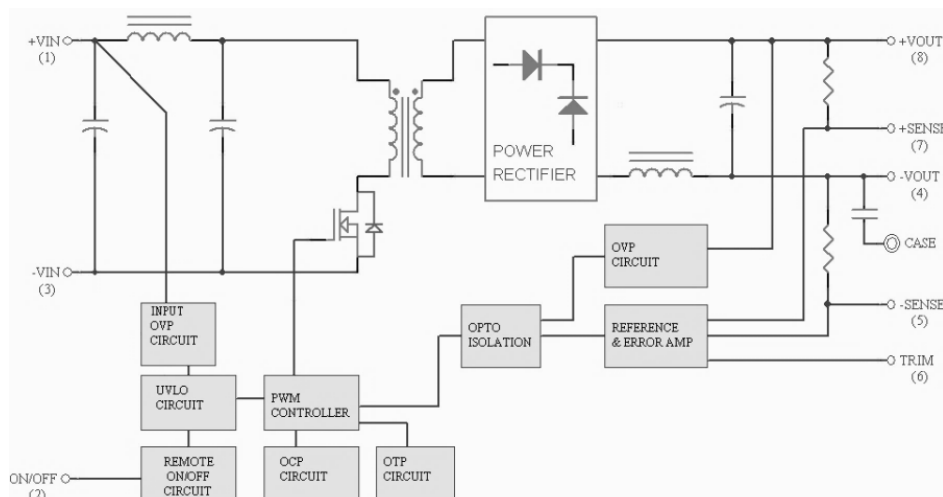 +VIN
(1)
+VOUT
(8)
+SENSE
(7)
POWER
RECTIFIER
-VOUT
(4)
OVP
CIRCUIT
CASE
-VIN
(3)
INPUT
OVP
CIRCUIT
OPTO
ISOLATION
REFERENCE
& ERROR AMP
-SENSE
(5)
TRIM
(6)
UVLO
CIRCUIT
PWM
CONTROLLER
REMOTE
ON/OFF
CIRCUIT
OCP
CIRCUIT
OTP
CIRCUIT
ON/OFF
(2)